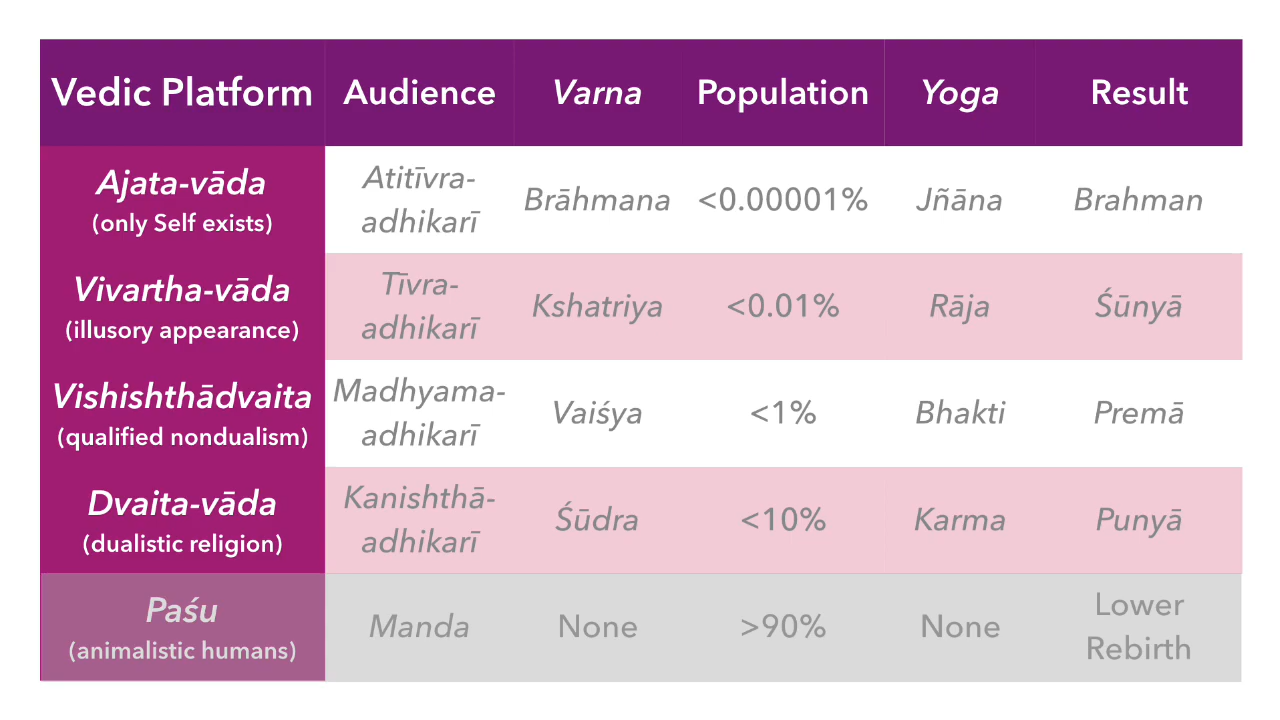 Vedic Platform Audience Varna Population Yoga Result
Ajata-vāda
(only Self exists)
Atitīvra-
adhikarī
Brāhmana <0.00001% Jñāna Brahman
Vivartha-vāda
(illusory appearance)
Tīvra-
adhikarī
Kshatriya <0.01% Rāja Śūnyā
Vishishthādvaita
(qualified nondualism)
Madhyama-
adhikarī
Vaiśya <1% Bhakti Premā
Dvaita-vāda
(dualistic religion)
Kanishthā-
adhikarī
Śūdra <10% Karma Punyā
Paśu
(animalistic humans)
Manda None >90% None Lower
Rebirth